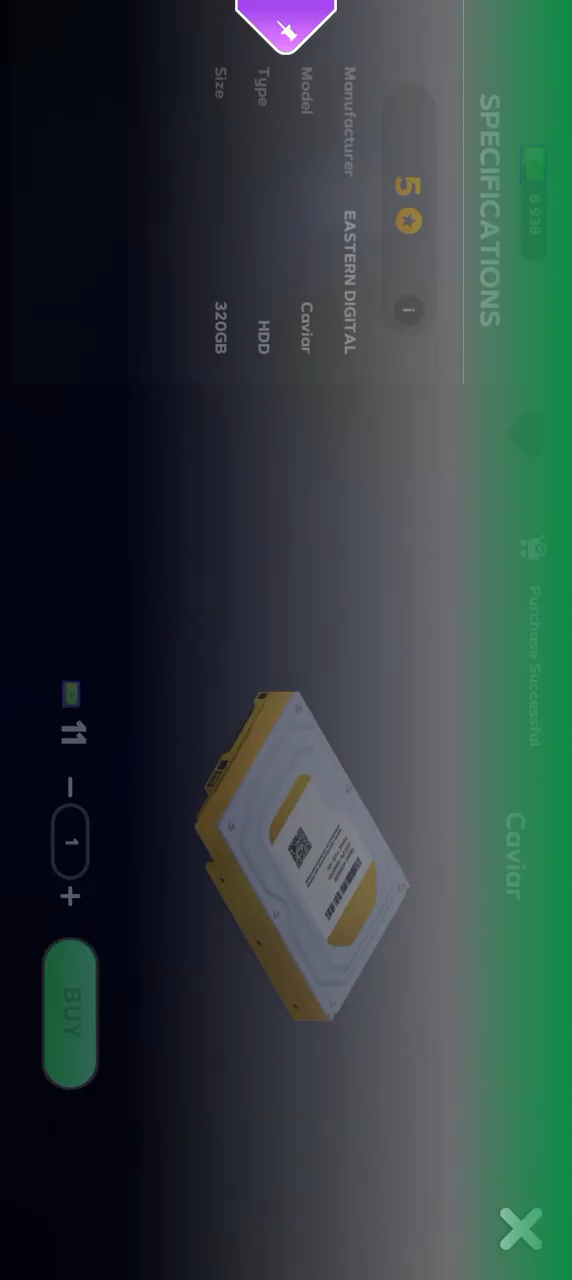 6 938
Purchase Successful
Caviar
SPECIFICATIONS
5
i
Manufacturer EASTERN DIGITAL
Model Caviar
Type HDD
Size 320GB
11 − 1 + BUY